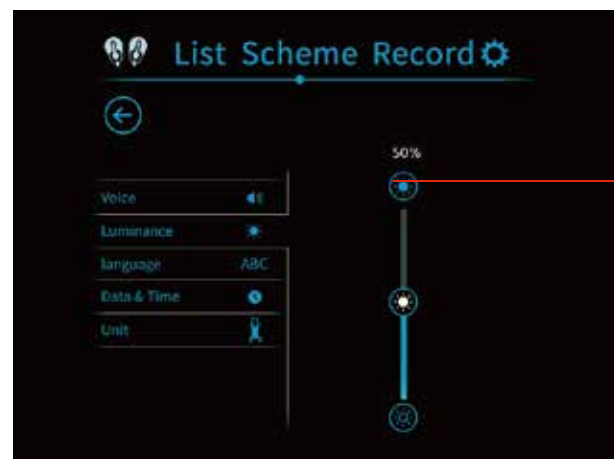 List Scheme Record
50%
Voice
Luminance
language ABC
Data & Time
Unit